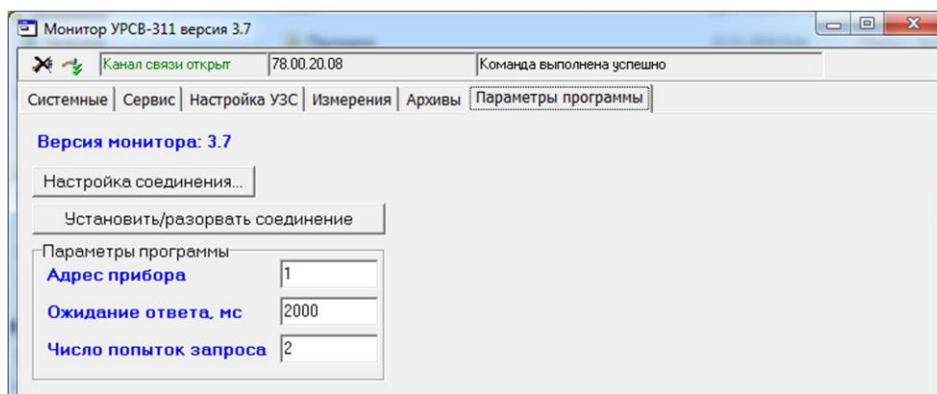 Монитор УРСВ-311 версия 3.7
Канал связи открыт 78.00.20.08 Команда выполнена успешно
Системные Сервис Настройка УЗС Измерения Архивы Параметры программы
Версия монитора: 3.7
Настройка соединения...
Установить/разорвать соединение
Параметры программы
Адрес прибора 1
Ожидание ответа, мс 2000
Число попыток запроса 2